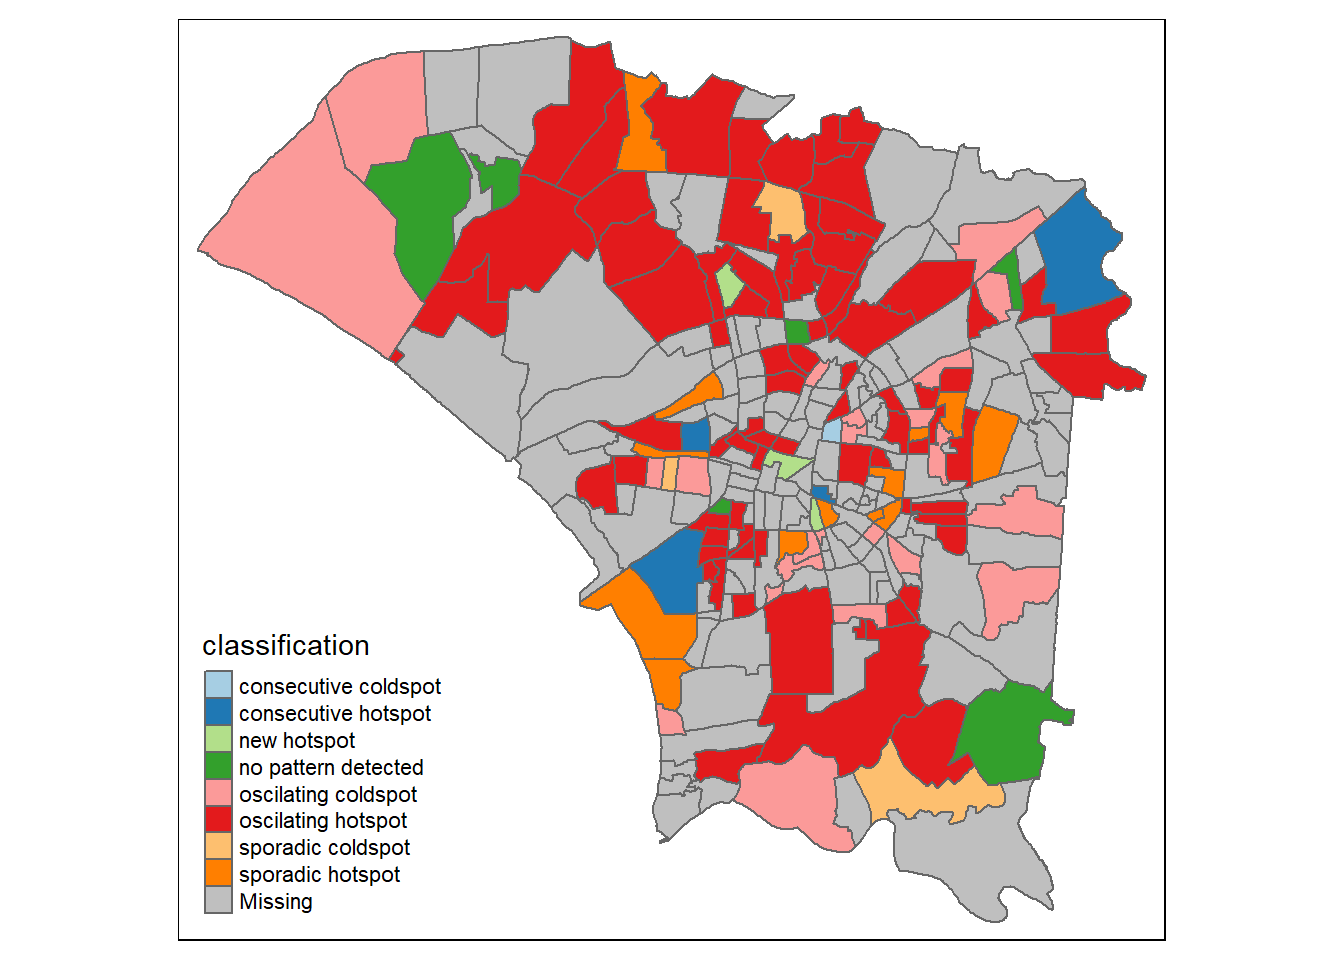 classification
consecutive coldspot
consecutive hotspot
new hotspot
no pattern detected
oscilating coldspot
oscilating hotspot
sporadic coldspot
sporadic hotspot
Missing